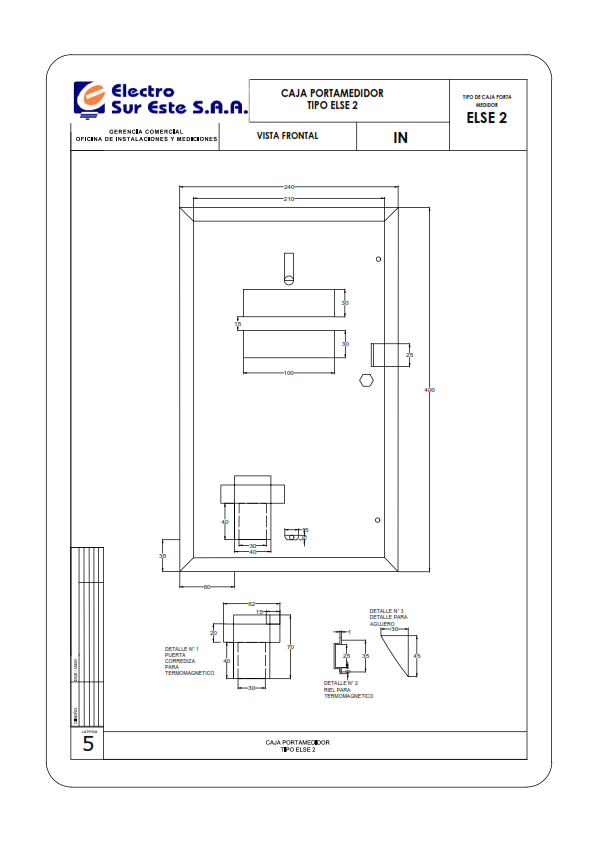 Electro
Sur Este S.A.A.
GERENCIA COMERCIAL
OFICINA DE INSTALACIONES Y MEDICIONES
CAJA PORTAMEDIDOR
TIPO ELSE 2
VISTA FRONTAL
IN
TIPO DE CAJA PORTA
MEDIDOR
ELSE 2
240
210
30
15
30
25
100
400
40
15
30
40
35
60
62
15
20
40
70
30
DETALLE N° 1
PUERTA
CORREDIZA
PARA
TERMOMAGNETICO
1
25
35
DETALLE N° 2
RIEL PARA
TERMOMAGNETICO
DETALLE N° 3
DETALLE PARA
AGUJERO
30
45
DISEÑO
LAMINA
5
CAJA PORTAMEDIDOR
TIPO ELSE 2